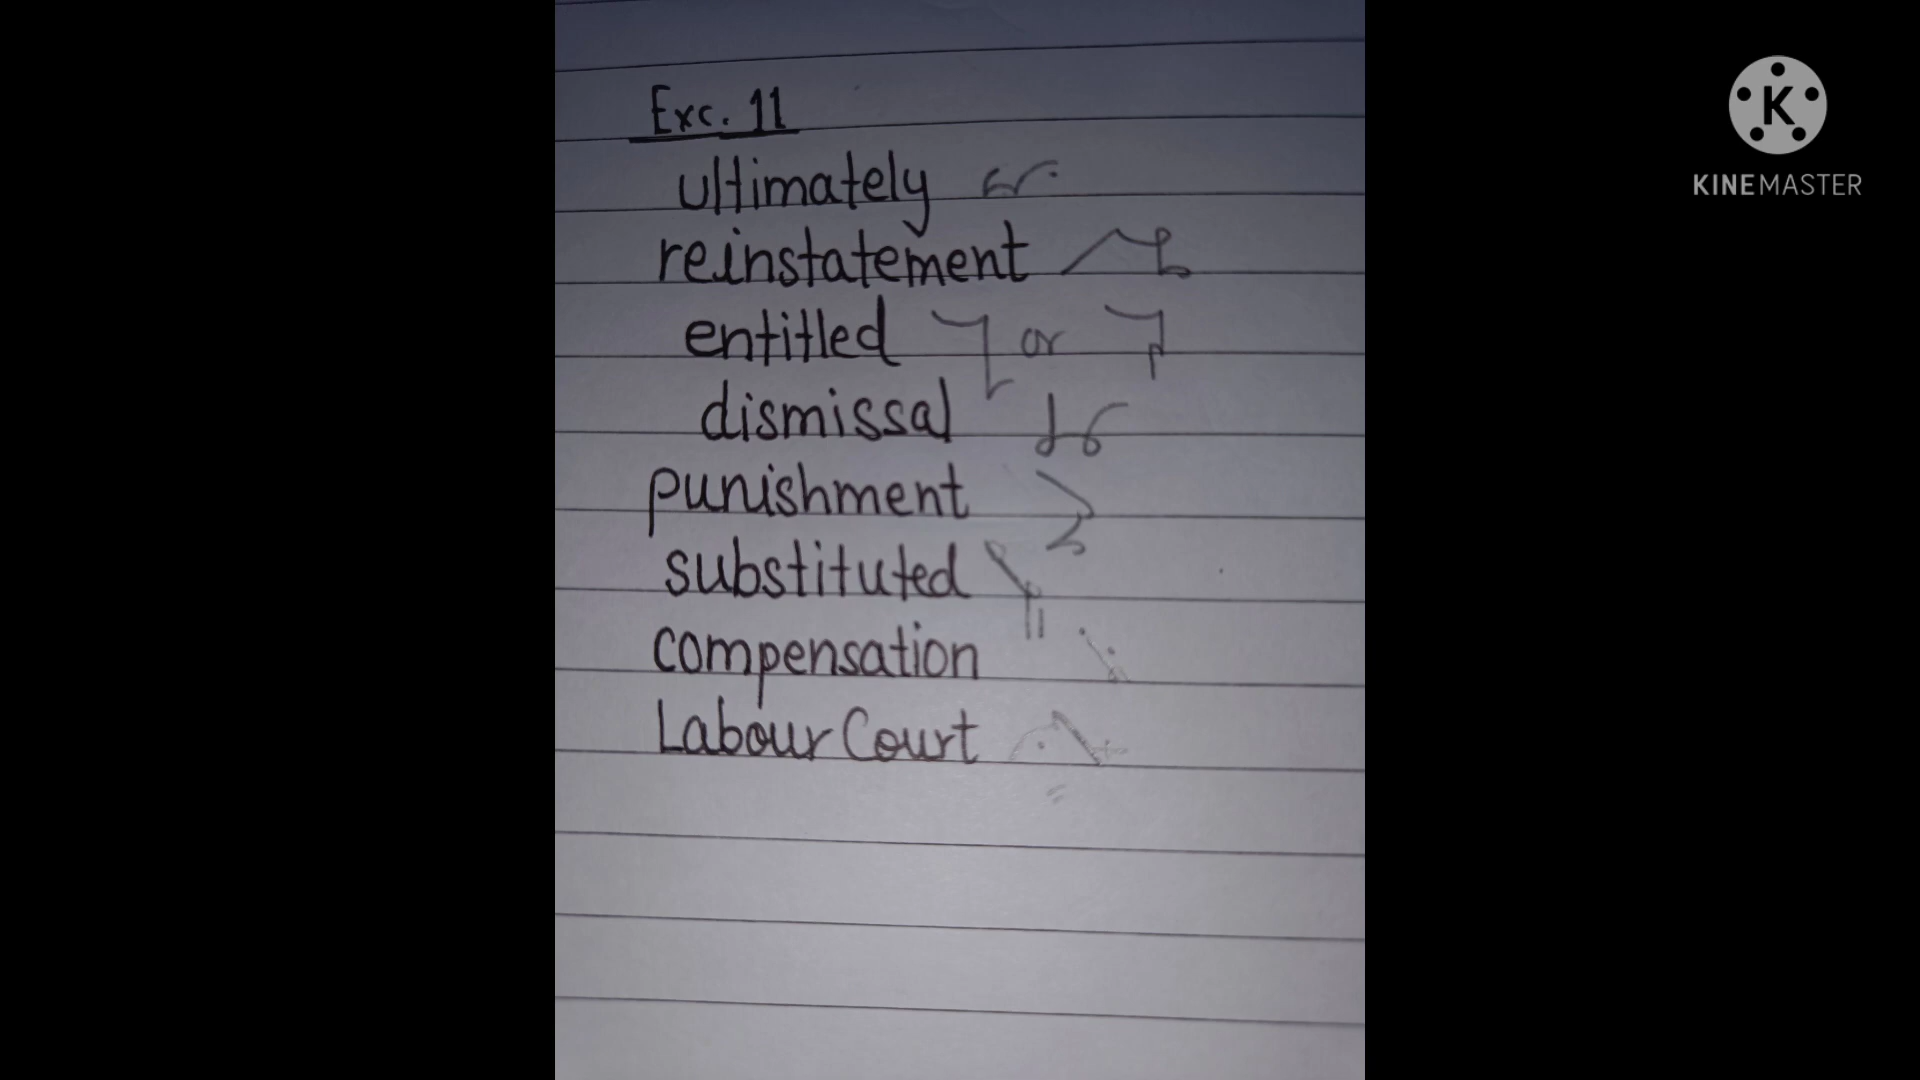 Exc. 11
ultimately
reinstatement
entitled or
dismissal
punishment
substituted
compensation
Labour Court
K
KINEMASTER